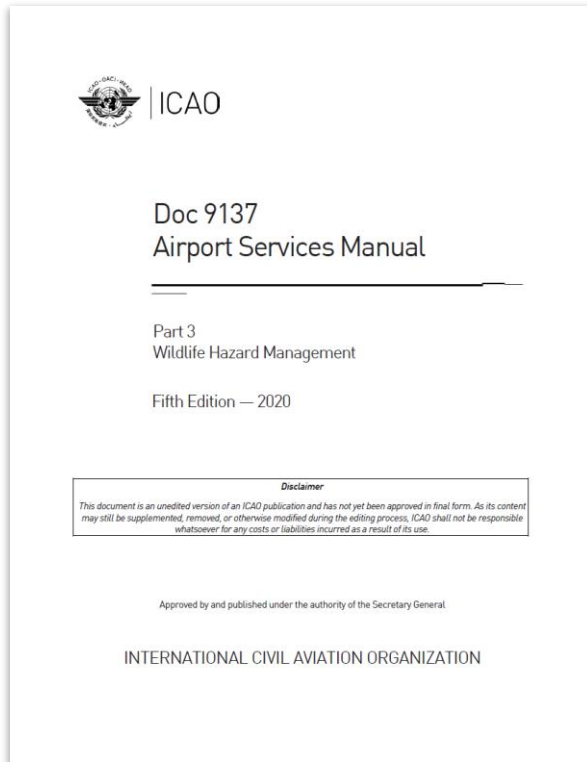 ICAO
Doc 9137
Airport Services Manual
Part 3
Wildlife Hazard Management
Fifth Edition — 2020
Disclaimer
This document is an unedited version of an ICAO publication and has not yet been approved in final form. As its content
may still be supplemented, removed, or otherwise modified during the editing process, ICAO shall not be responsible
whatsoever for any costs or liabilities incurred as a result of its use.
Approved by and published under the authority of the Secretary General
INTERNATIONAL CIVIL AVIATION ORGANIZATION